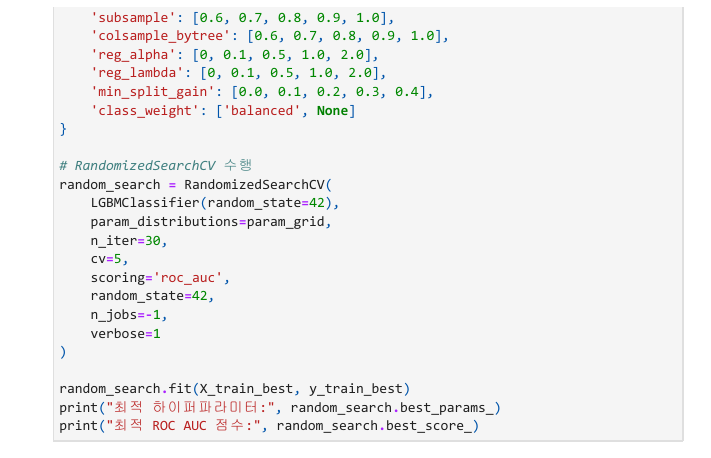 'subsample': [0.6, 0.7, 0.8, 0.9, 1.0],
    'colsample_bytree': [0.6, 0.7, 0.8, 0.9, 1.0],
    'reg_alpha': [0, 0.1, 0.5, 1.0, 2.0],
    'reg_lambda': [0, 0.1, 0.5, 1.0, 2.0],
    'min_split_gain': [0.0, 0.1, 0.2, 0.3, 0.4],
    'class_weight': ['balanced', None]
}
# RandomizedSearchCV 수행
random_search = RandomizedSearchCV(
    LGBMClassifier(random_state=42),
    param_distributions=param_grid,
    n_iter=30,
    cv=5,
    scoring='roc_auc',
    random_state=42,
    n_jobs=-1,
    verbose=1
)
random_search.fit(X_train_best, y_train_best)
print("최적 하이퍼파라미터:", random_search.best_params_)
print("최적 ROC AUC 점수:", random_search.best_score_)